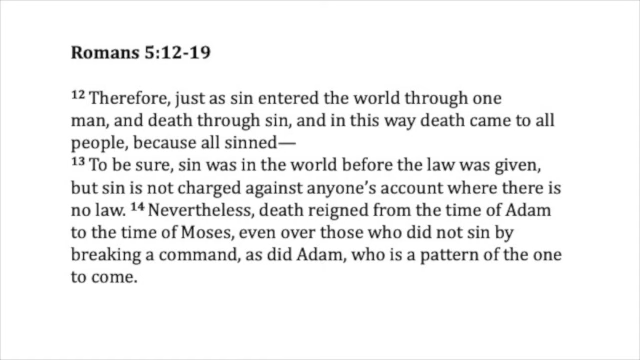 Romans 5:12-19
12 Therefore, just as sin entered the world through one
man, and death through sin, and in this way death came to all
people, because all sinned—
13 To be sure, sin was in the world before the law was given,
but sin is not charged against anyone’s account where there is
no law. 14 Nevertheless, death reigned from the time of Adam
to the time of Moses, even over those who did not sin by
breaking a command, as did Adam, who is a pattern of the one
to come.